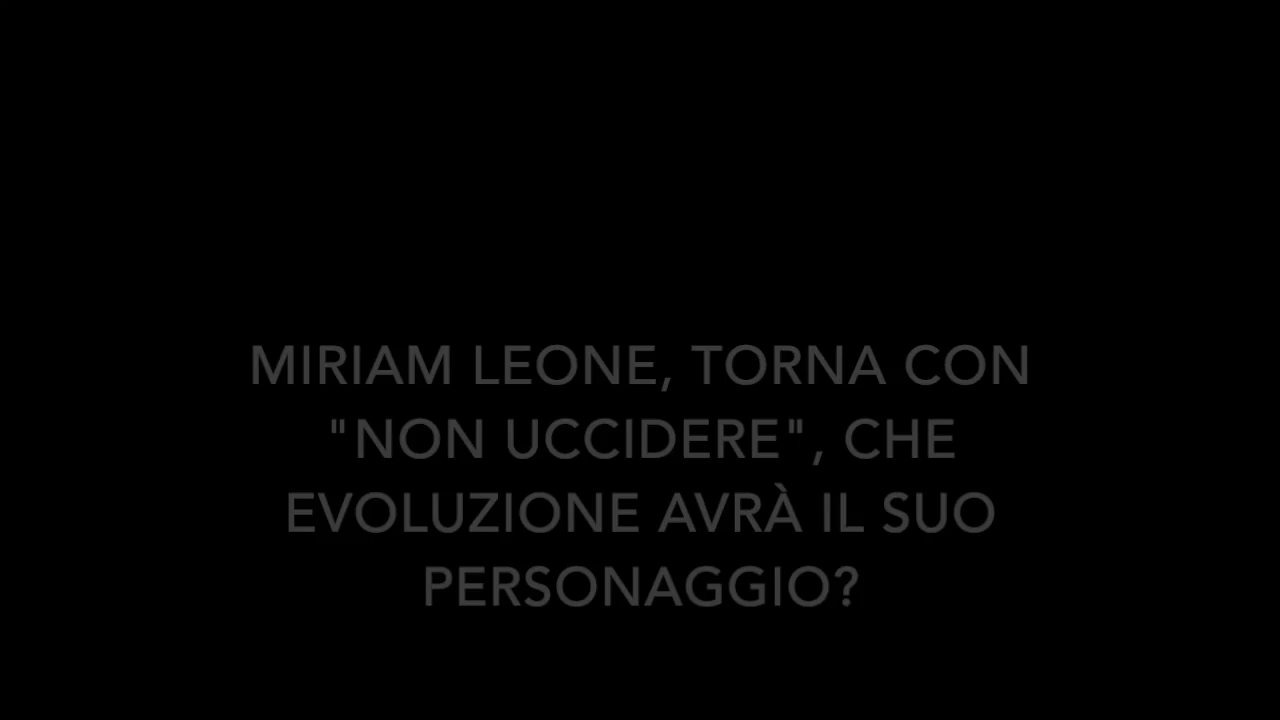 MIRIAM LEONE, TORNA CON
"NON UCCIDERE", CHE
EVOLUZIONE AVRÀ IL SUO
PERSONAGGIO?